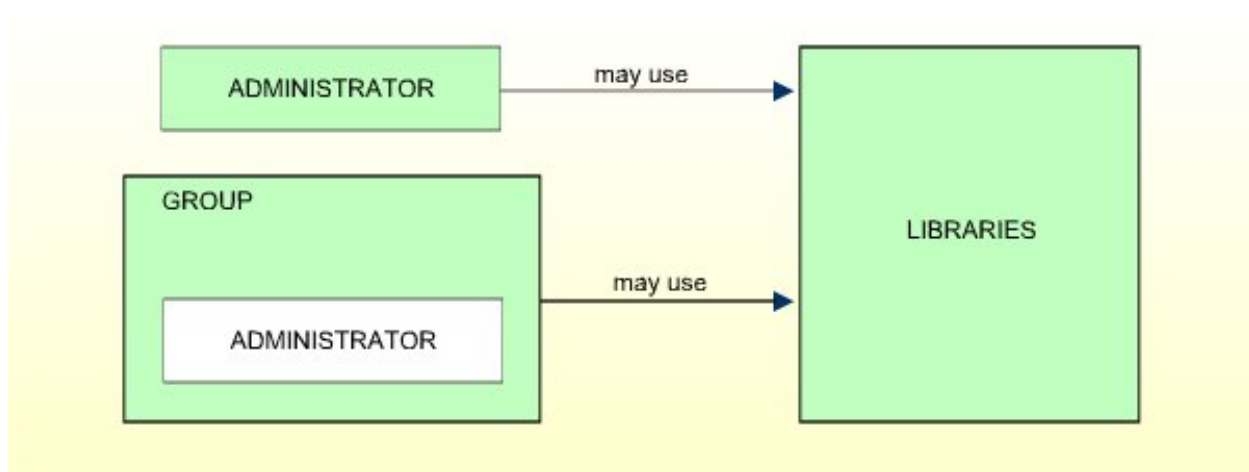 ADMINISTRATOR
may use
GROUP
LIBRARIES
may use
ADMINISTRATOR